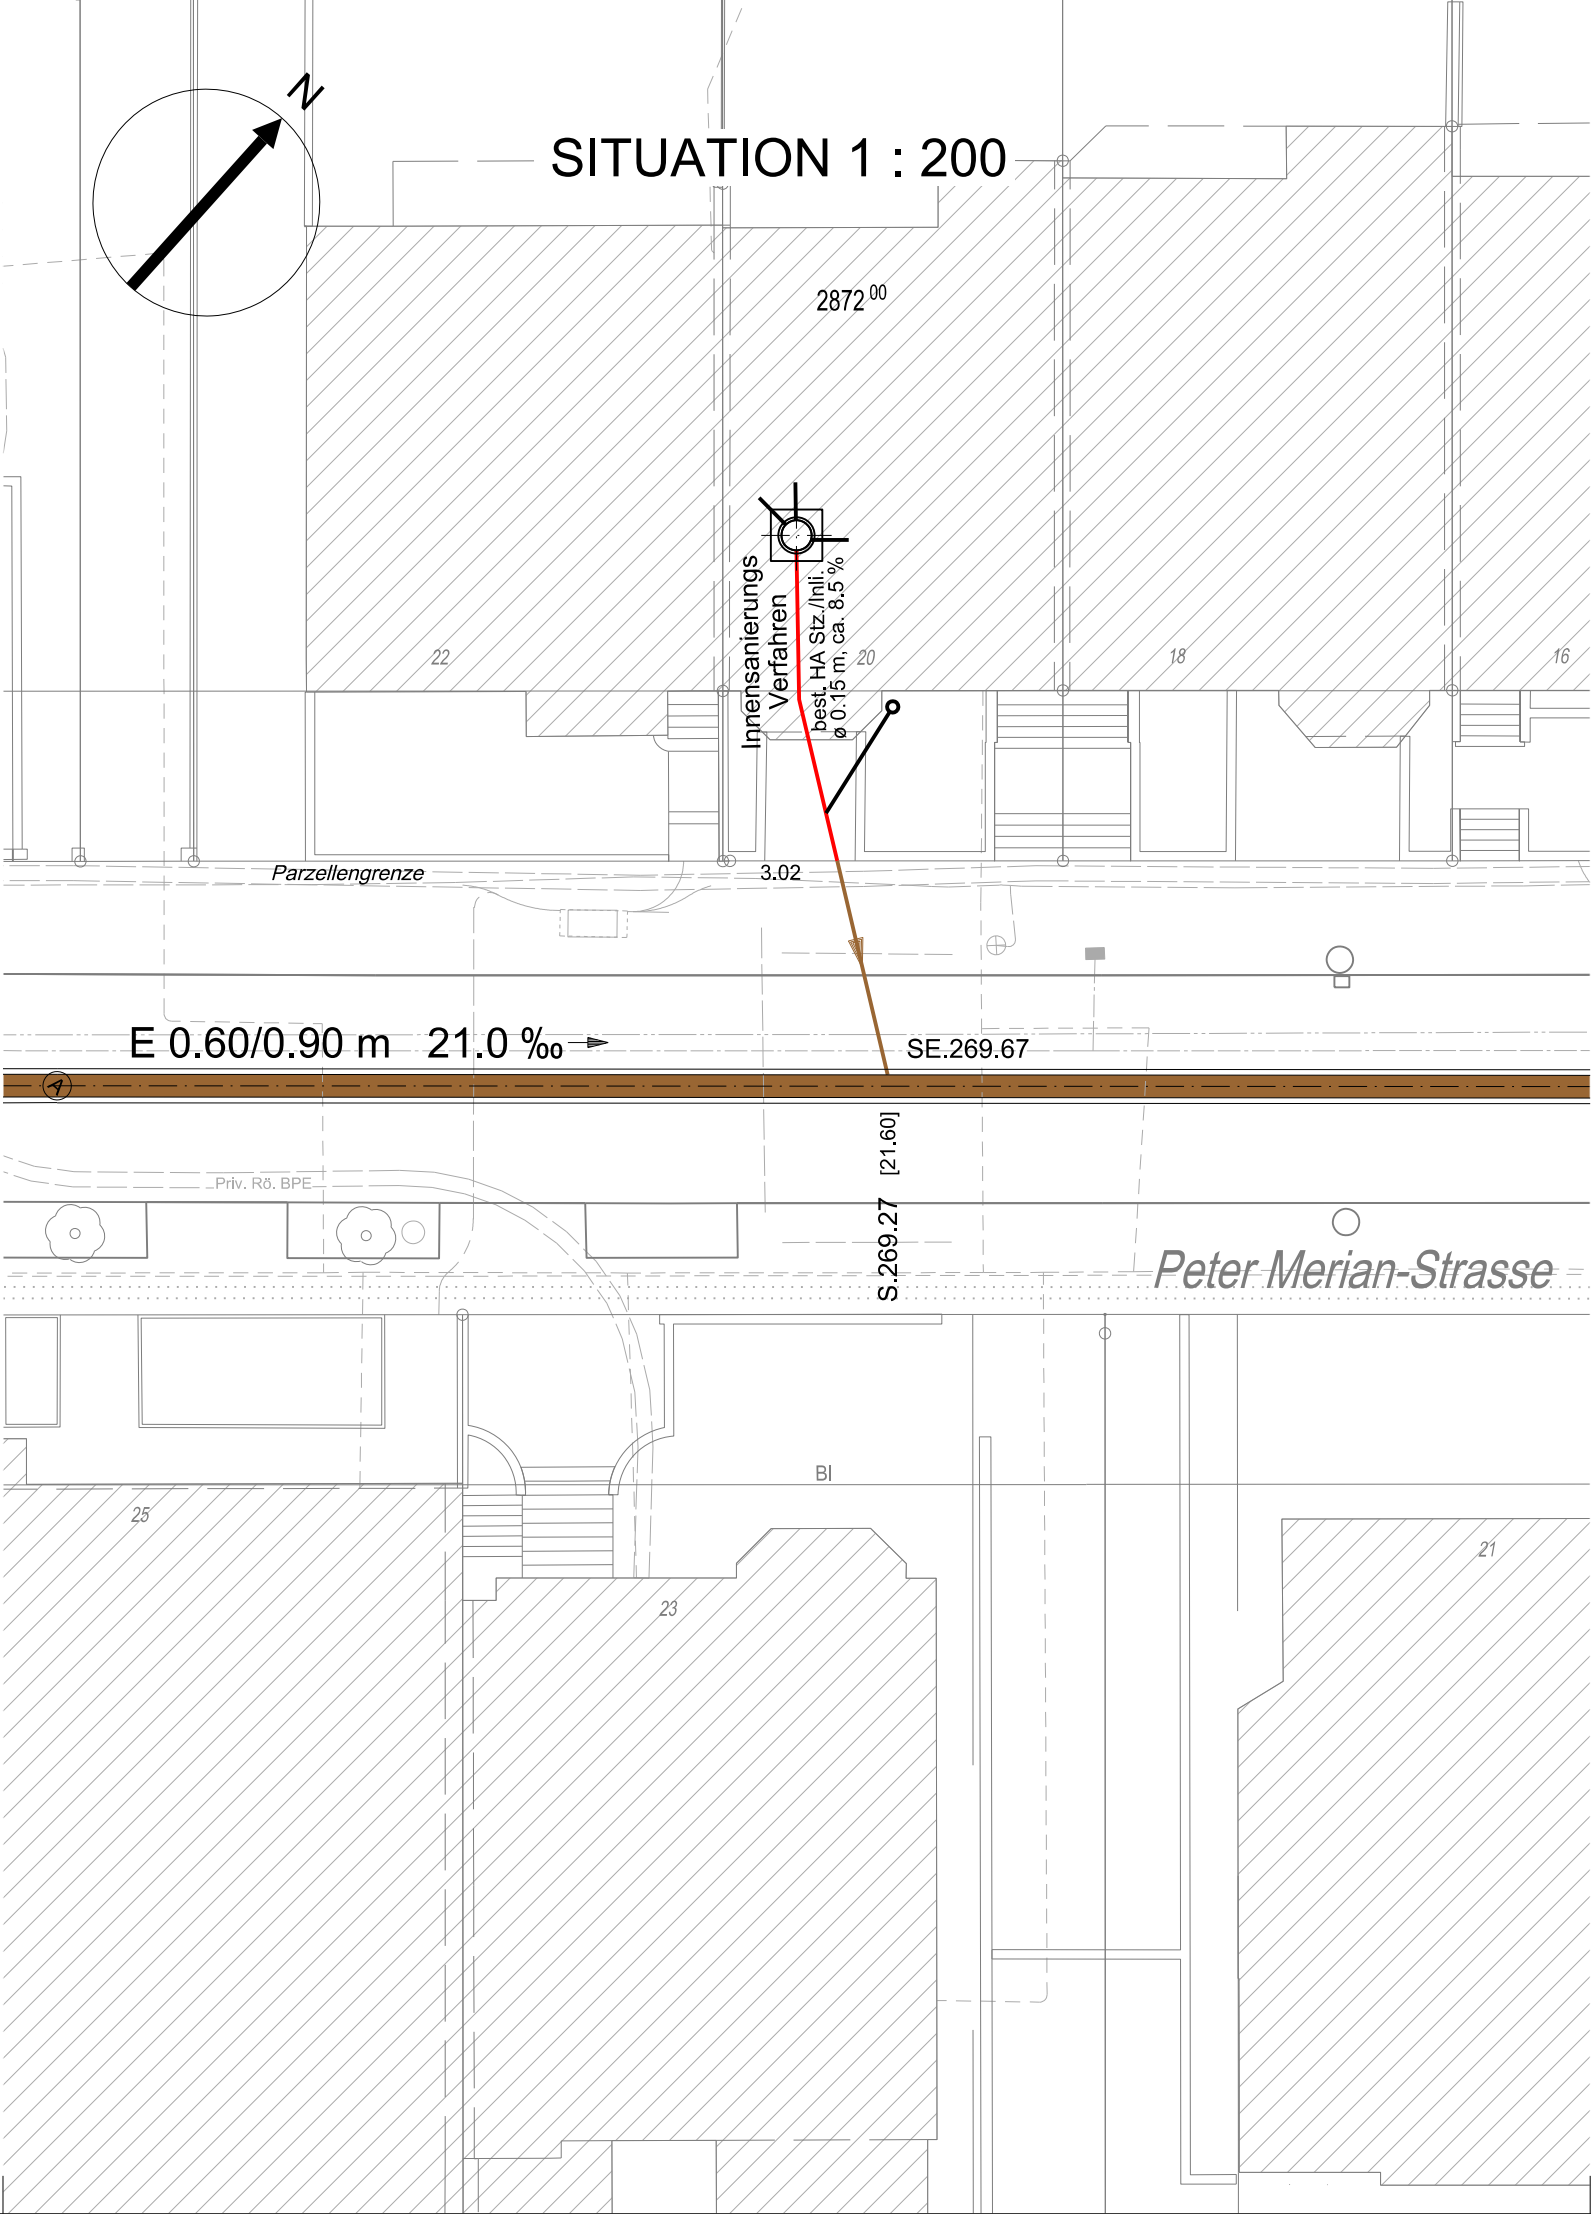 N
SITUATION 1 : 200
2872 00
Innensanierungs
Verfahren
best. HA Stz./Inli.
ø 0.15 m, ca. 8.5 %
22
20
18
16
Parzellengrenze
3.02
E 0.60/0.90 m 21.0 ‰
SE.269.67
A
S.269.27 [21.60]
Priv. Rö. BPE
Peter Merian-Strasse
BI
25
23
21